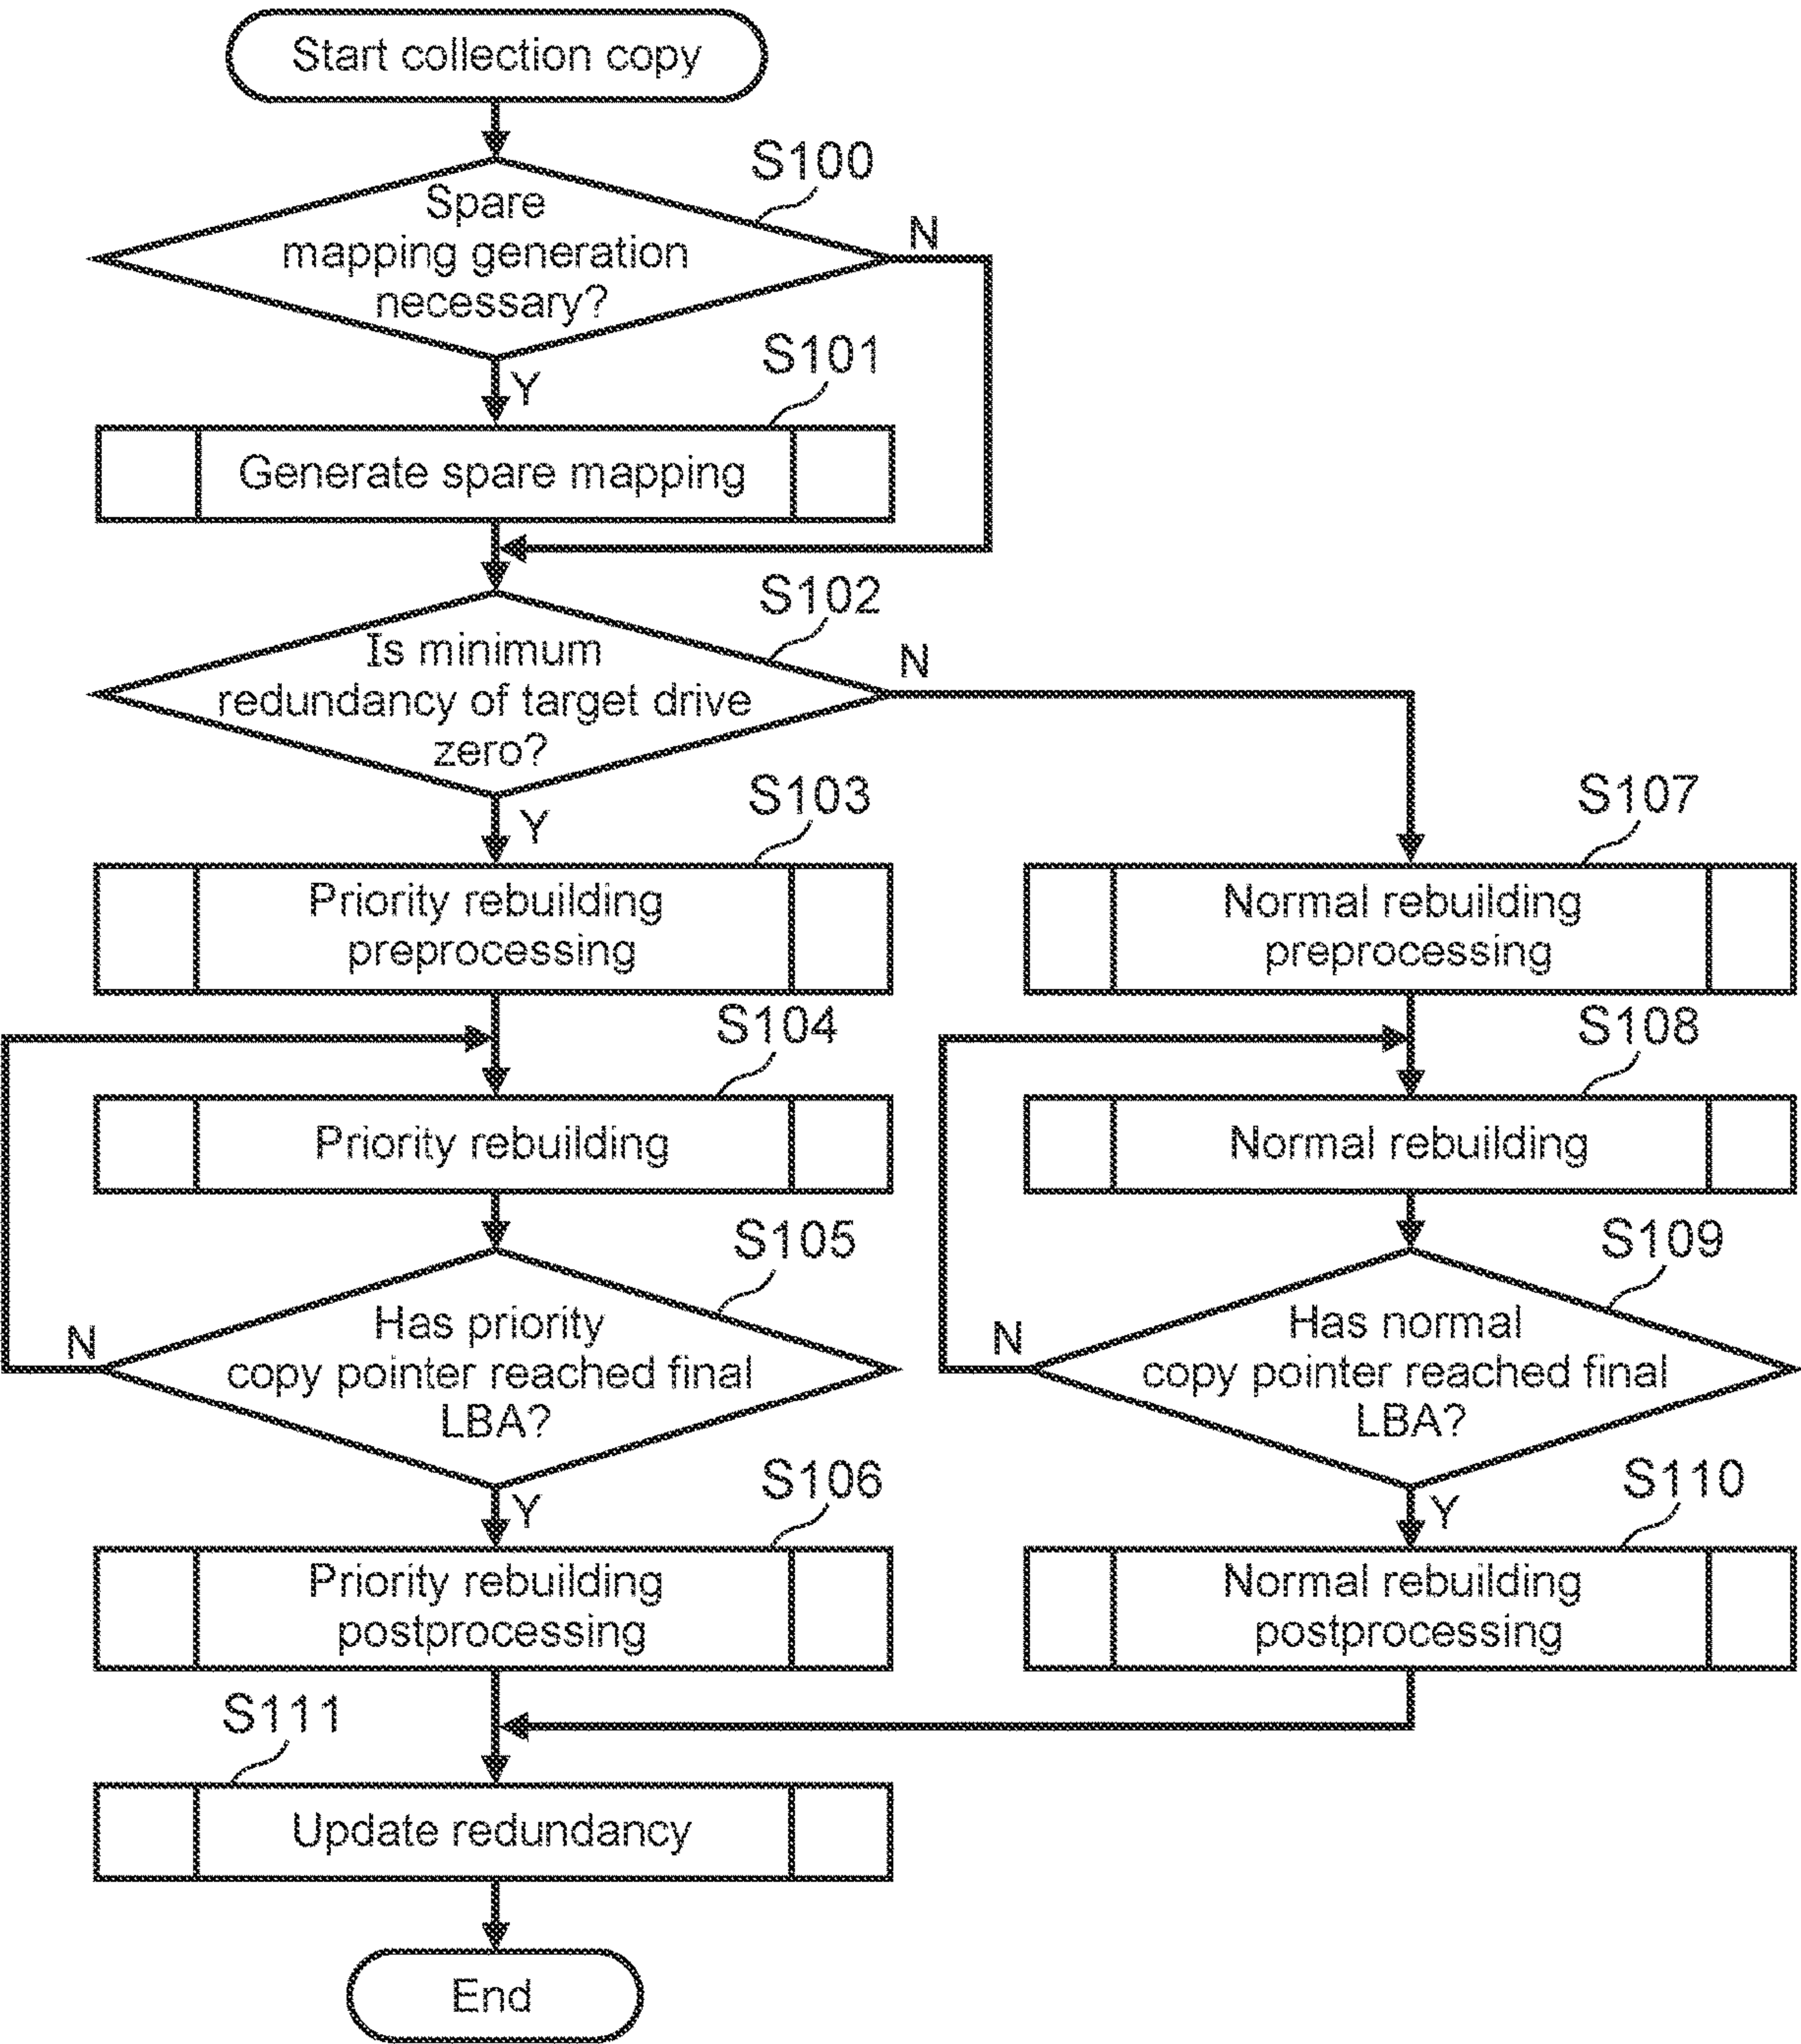 Start collection copy
S100
Spare
mapping generation
necessary?
N
S101
Y
Generate spare mapping
S102
Is minimum
redundancy of target drive
zero?
N
S103
Y
S107
Priority rebuilding
preprocessing
Normal rebuilding
preprocessing
S104
S108
Priority rebuilding
Normal rebuilding
S105
S109
Has priority
copy pointer reached final
LBA?
N
Has normal
copy pointer reached final
LBA?
N
S106
Y
S110
Y
Priority rebuilding
postprocessing
Normal rebuilding
postprocessing
S111
Update redundancy
End